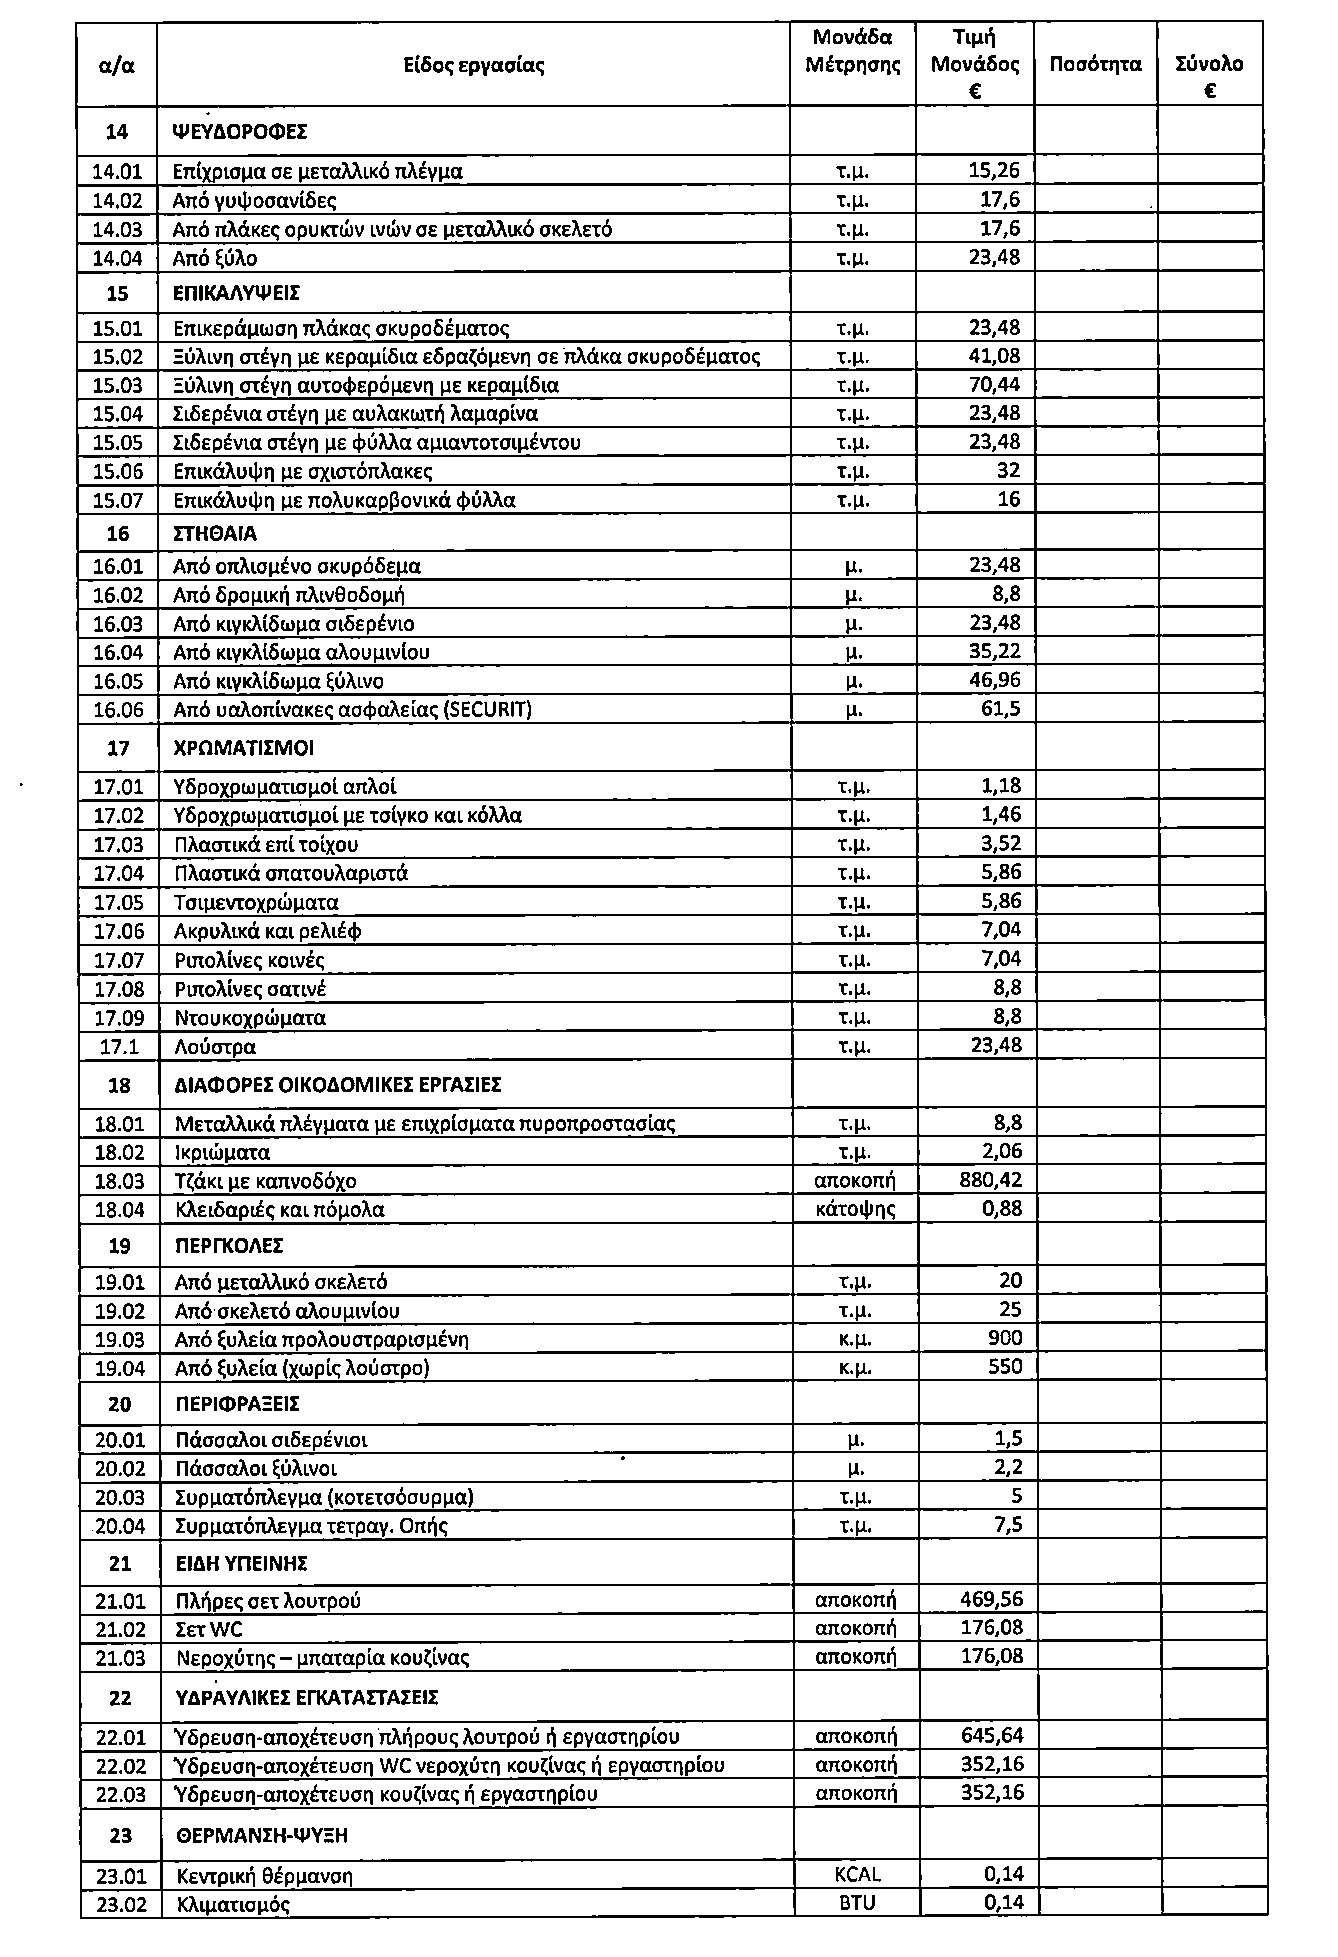 α/α Είδος εργασίας Μονάδα Μέτρησης Τιμή Μονάδος € Ποσότητα Σύνολο €
14 ΨΕΥΔΟΡΟΦΕΣ
14.01 Επίχρισμα σε μεταλλικό πλέγμα τ.μ. 15,26
14.02 Από γυψοσανίδες τ.μ. 17,6
14.03 Από πλάκες ορυκτών ινών σε μεταλλικό σκελετό τ.μ. 17,6
14.04 Από ξύλο τ.μ. 23,48
15 ΕΠΙΚΑΛΥΨΕΙΣ
15.01 Επικεράμωση πλάκας σκυροδέματος τ.μ. 23,48
15.02 Ξύλινη στέγη με κεραμίδια εδραζόμενη σε πλάκα σκυροδέματος τ.μ. 41,08
15.03 Ξύλινη στέγη αυτοφερόμενη με κεραμίδια τ.μ. 70,44
15.04 Σιδερένια στέγη με αυλακωτή λαμαρίνα τ.μ. 23,48
15.05 Σιδερένια στέγη με φύλλα αμιαντοτσιμέντου τ.μ. 23,48
15.06 Επικάλυψη με σχιστόπλακες τ.μ. 32
15.07 Επικάλυψη με πολυκαρβονικά φύλλα τ.μ. 16
16 ΣΤΗΘΑΙΑ
16.01 Από οπλισμένο σκυρόδεμα μ. 23,48
16.02 Από δρομική πλινθοδομή μ. 8,8
16.03 Από κιγκλίδωμα σιδερένιο μ. 23,48
16.04 Από κιγκλίδωμα αλουμινίου μ. 35,22
16.05 Από κιγκλίδωμα ξύλινο μ. 46,96
16.06 Από υαλοπίνακες ασφαλείας (SECURIT) μ. 61,5
17 ΧΡΩΜΑΤΙΣΜΟΙ
17.01 Υδροχρωματισμοί απλοί τ.μ. 1,18
17.02 Υδροχρωματισμοί με τσίγκο και κόλλα τ.μ. 1,46
17.03 Πλαστικά επί τοίχου τ.μ. 3,52
17.04 Πλαστικά σπατουλαριστά τ.μ. 5,86
17.05 Τσιμεντοχρώματα τ.μ. 5,86
17.06 Ακρυλικά και ρελιέφ τ.μ. 7,04
17.07 Ριπολίνες κοινές τ.μ. 7,04
17.08 Ριπολίνες σατινέ τ.μ. 8,8
17.09 Ντουκοχρώματα τ.μ. 8,8
17.1 Λούστρα τ.μ. 23,48
18 ΔΙΑΦΟΡΕΣ ΟΙΚΟΔΟΜΙΚΕΣ ΕΡΓΑΣΙΕΣ
18.01 Μεταλλικά πλέγματα με επιχρίσματα πυροπροστασίας τ.μ. 8,8
18.02 Ικριώματα τ.μ. 2,06
18.03 Τζάκι με καπνοδόχο αποκοπή 880,42
18.04 Κλειδαριές και πόμολα κάτοψης 0,88
19 ΠΕΡΓΚΟΛΕΣ
19.01 Από μεταλλικό σκελετό τ.μ. 20
19.02 Από σκελετό αλουμινίου τ.μ. 25
19.03 Από ξυλεία προλουστραρισμένη κ.μ. 900
19.04 Από ξυλεία (χωρίς λούστρο) κ.μ. 550
20 ΠΕΡΙΦΡΑΞΕΙΣ
20.01 Πάσσαλοι σιδερένιοι μ. 1,5
20.02 Πάσσαλοι ξύλινοι μ. 2,2
20.03 Συρματόπλεγμα (κοτετσόσυρμα) τ.μ. 5
20.04 Συρματόπλεγμα τετραγ. Οπής τ.μ. 7,5
21 ΕΙΔΗ ΥΠΕΙΝΗΣ
21.01 Πλήρες σετ λουτρού αποκοπή 469,56
21.02 Σετ WC αποκοπή 176,08
21.03 Νεροχύτης – μπαταρία κουζίνας αποκοπή 176,08
22 ΥΔΡΑΥΛΙΚΕΣ ΕΓΚΑΤΑΣΤΑΣΕΙΣ
22.01 Ύδρευση-αποχέτευση πλήρους λουτρού ή εργαστηρίου αποκοπή 645,64
22.02 Ύδρευση-αποχέτευση WC νεροχύτη κουζίνας ή εργαστηρίου αποκοπή 352,16
22.03 Ύδρευση-αποχέτευση κουζίνας ή εργαστηρίου αποκοπή 352,16
23 ΘΕΡΜΑΝΣΗ-ΨΥΞΗ
23.01 Κεντρική θέρμανση KCAL 0,14
23.02 Κλιματισμός BTU 0,14